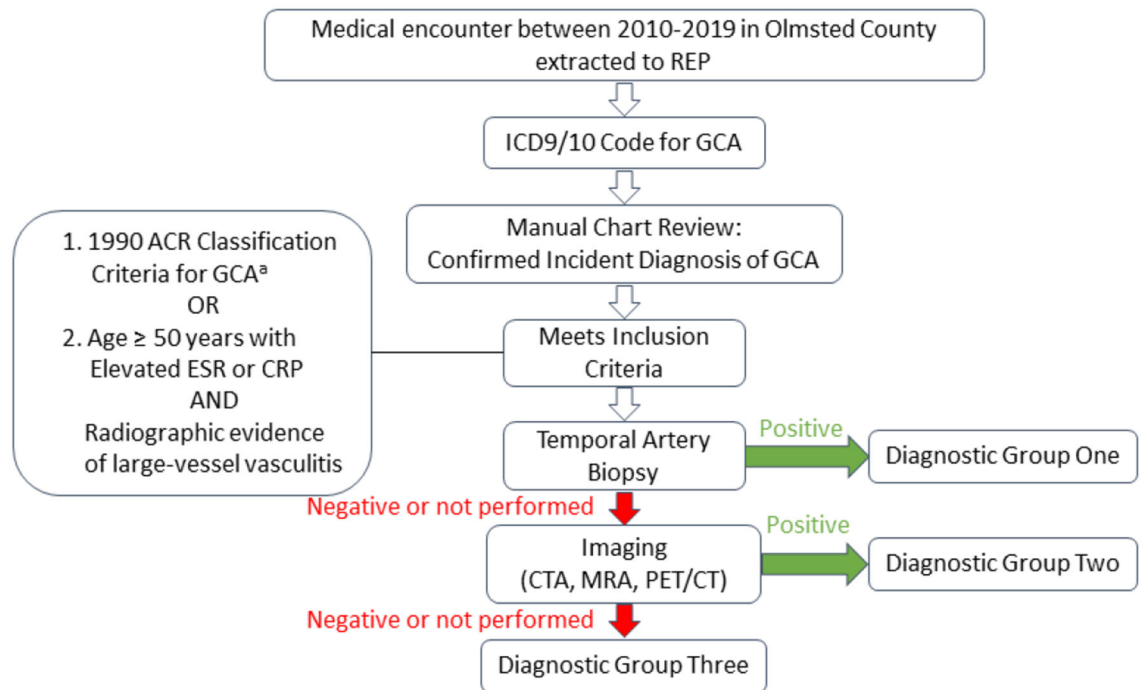 Medical encounter between 2010-2019 in Olmsted County
extracted to REP
ICD9/10 Code for GCA
Manual Chart Review:
Confirmed Incident Diagnosis of GCA
1. 1990 ACR Classification
Criteria for GCAᵃ
OR
2. Age ≥ 50 years with
Elevated ESR or CRP
AND
Radiographic evidence
of large-vessel vasculitis
Meets Inclusion
Criteria
Temporal Artery
Biopsy
Positive
Diagnostic Group One
Negative or not performed
Imaging
(CTA, MRA, PET/CT)
Positive
Diagnostic Group Two
Negative or not performed
Diagnostic Group Three